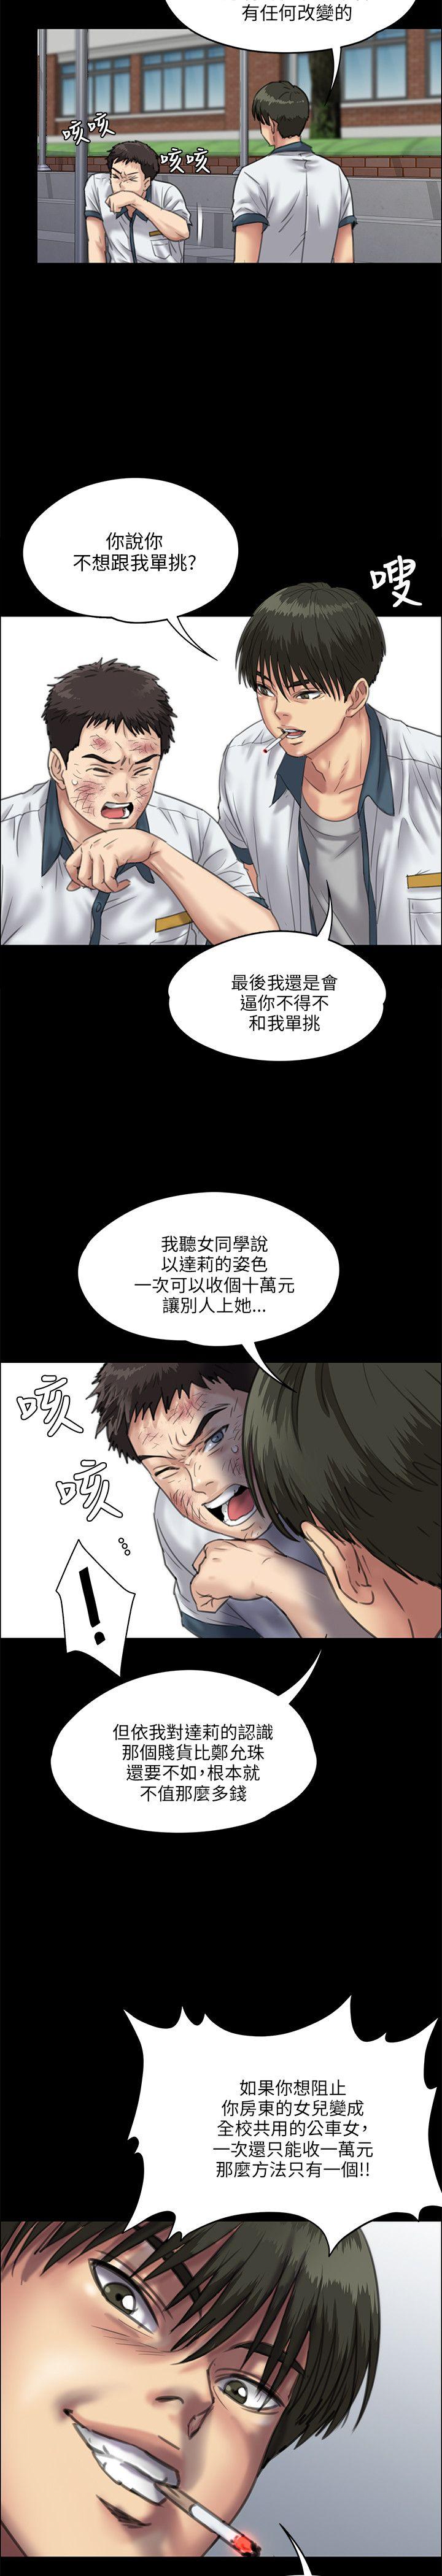 有任何改變的
咳咳
咳咳
你說你
不想跟我單挑?
嗖
最後我還是會
逼你不得不
和我單挑
我聽女同學說
以達莉的姿色
一次可以收個十萬元
讓別人上她...
咳
咳
...
!
但依我對達莉的認識
那個賤貨比鄭允珠
還要不如,根本就
不值那麼多錢
如果你想阻止
你房東的女兒變成
全校共用的公車女,
一次還只能收一萬元
那麼方法只有一個!!